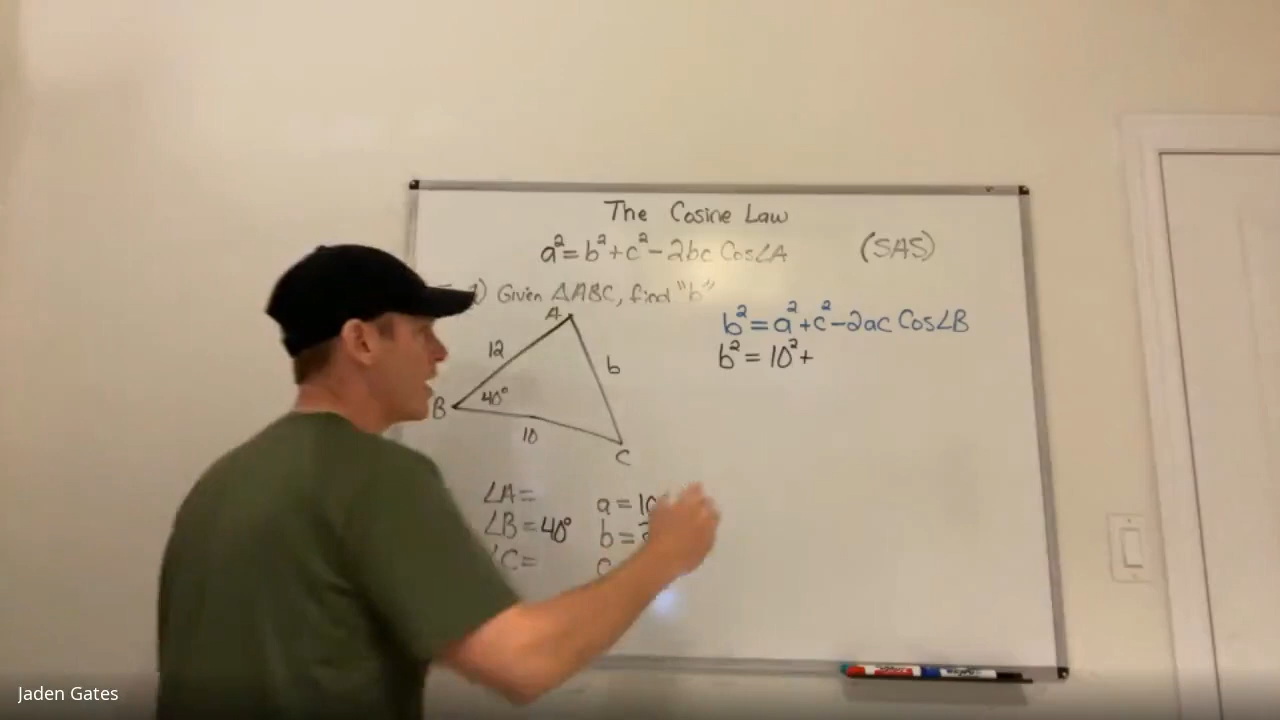 The Cosine Law
a² = b² + c² - 2bc Cos∠A (SAS)
1) Given △ABC, find "b"
b² = a² + c² - 2ac Cos∠B
b² = 10² +
A
12
b
B
40°
10
C
∠A = a = 10
∠B = 40° b =
∠C = c
Jaden Gates